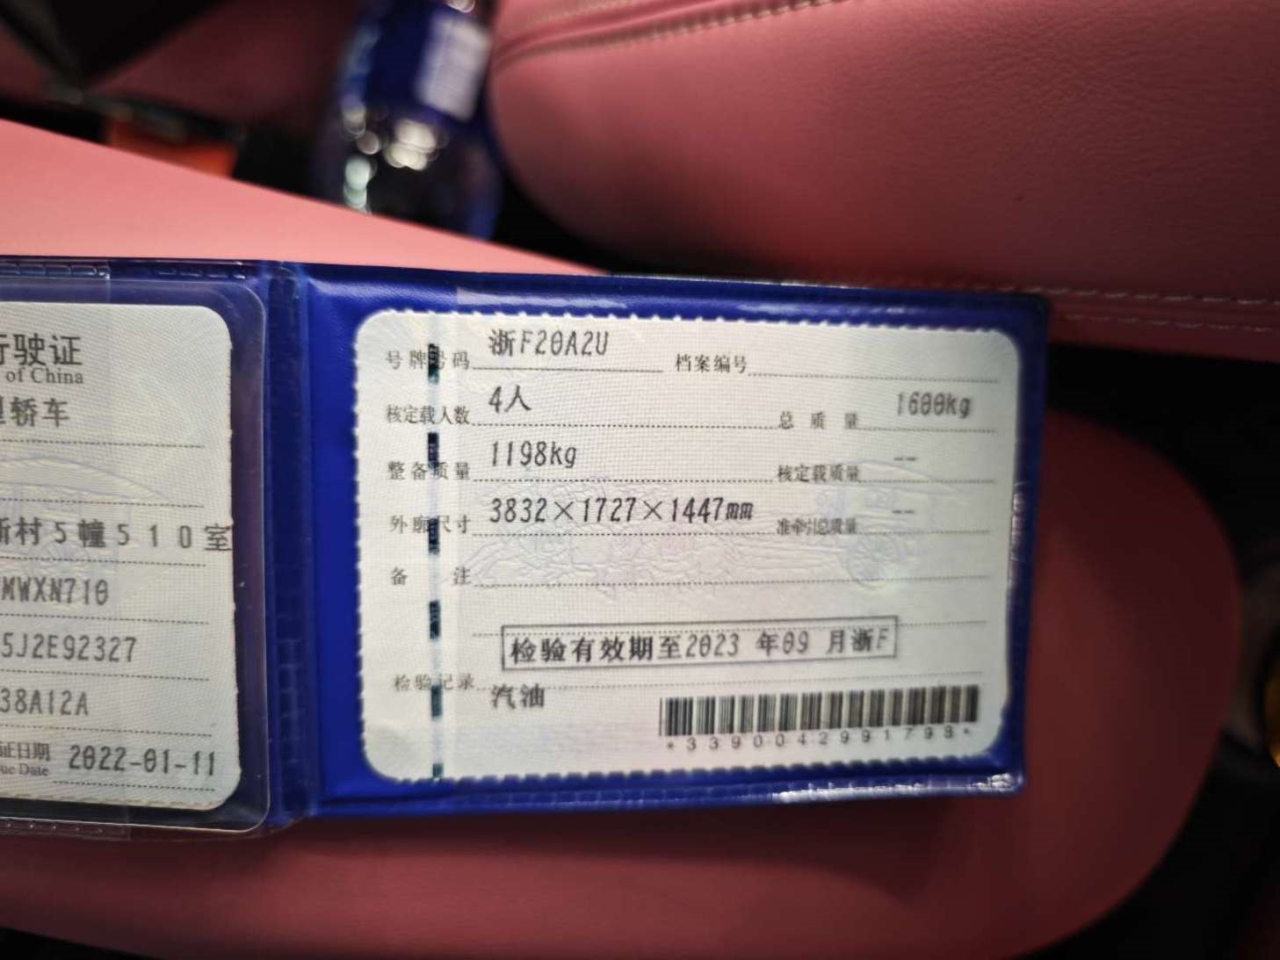 行驶证
of China
轿车
新村5幢510室
MWXN710
5J2E92327
38A12A
证日期 2022-01-11
ue Date
号牌号码 浙F20A2U 档案编号
核定载人数 4人 总质量 1600kg
整备质量 1198kg 核定载质量 --
外廓尺寸 3832×1727×1447mm 准牵引总质量 --
备注
检验有效期至2023 年09 月浙F
检验记录
汽油
*3390042991798*